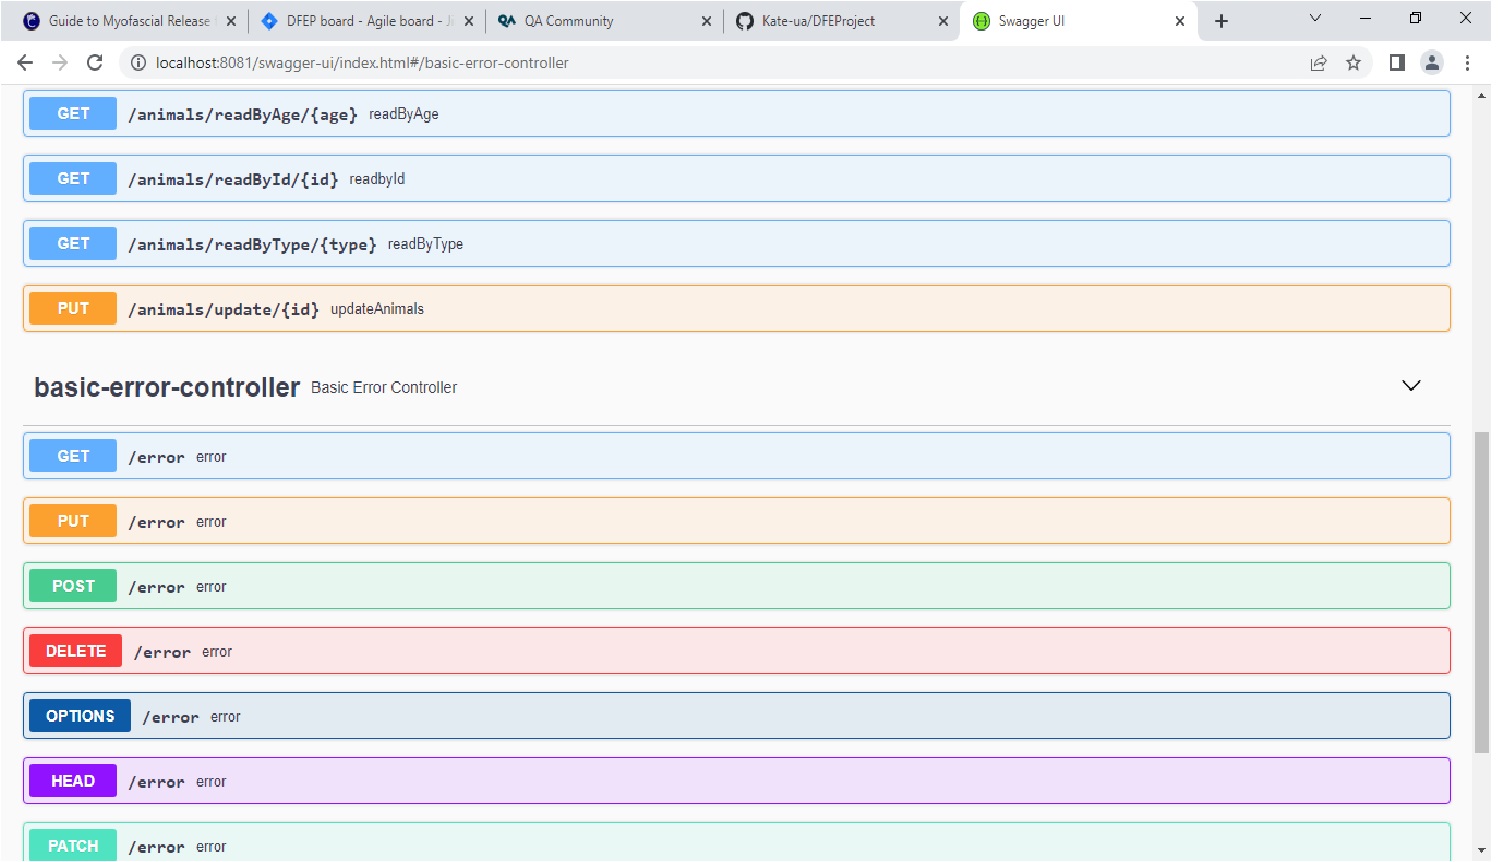 Guide to Myofascial Release
DFEP board - Agile board - Ji
QA Community
Kate-ua/DFEProject
Swagger UI
localhost:8081/swagger-ui/index.html#/basic-error-controller
GET /animals/readByAge/{age} readByAge
GET /animals/readById/{id} readbyId
GET /animals/readByType/{type} readByType
PUT /animals/update/{id} updateAnimals
basic-error-controller Basic Error Controller
GET /error error
PUT /error error
POST /error error
DELETE /error error
OPTIONS /error error
HEAD /error error
PATCH /error error